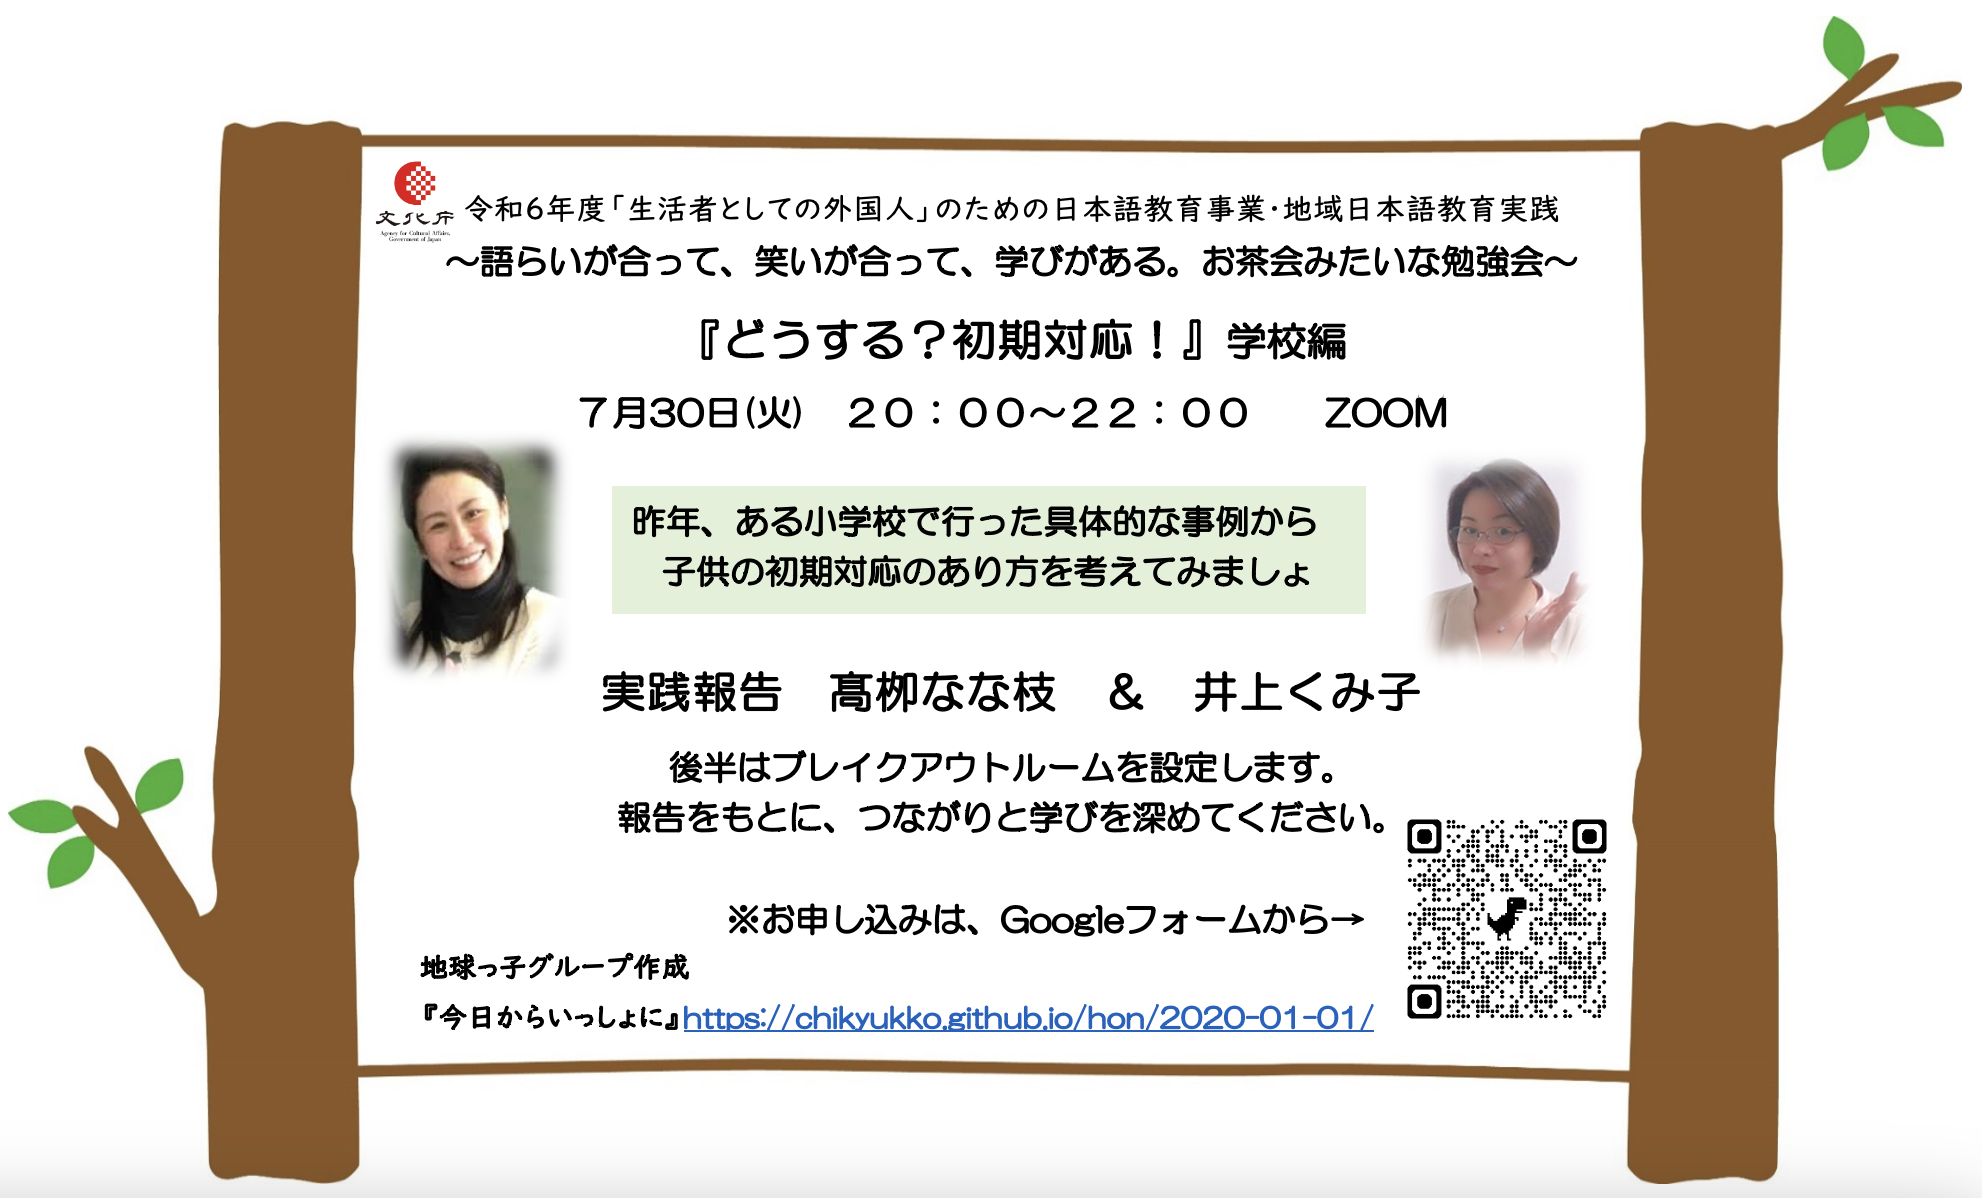 文化庁
Agency for Cultural Affairs,
Government of Japan
令和6年度「生活者としての外国人」のための日本語教育事業・地域日本語教育実践
～語らいが合って、笑いが合って、学びがある。お茶会みたいな勉強会～
『どうする？初期対応！』学校編
７月30日(火)　２０：００～２２：００　　ZOOM
昨年、ある小学校で行った具体的な事例から
子供の初期対応のあり方を考えてみましょ
実践報告　髙栁なな枝　＆　井上くみ子
後半はブレイクアウトルームを設定します。
報告をもとに、つながりと学びを深めてください。
※お申し込みは、Googleフォームから→
地球っ子グループ作成
『今日からいっしょに』https://chikyukko.github.io/hon/2020-01-01/